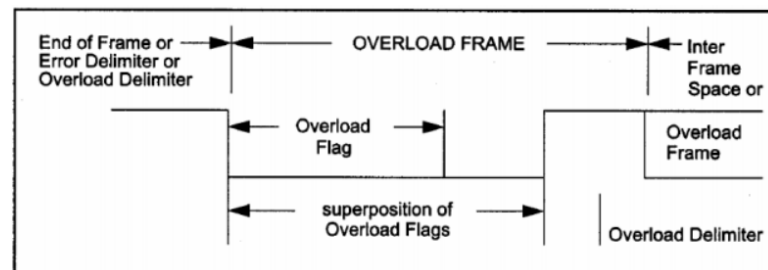 End of Frame or
Error Delimiter or
Overload Delimiter
OVERLOAD FRAME
Inter
Frame
Space or
Overload
Flag
Overload
Frame
superposition of
Overload Flags
Overload Delimiter